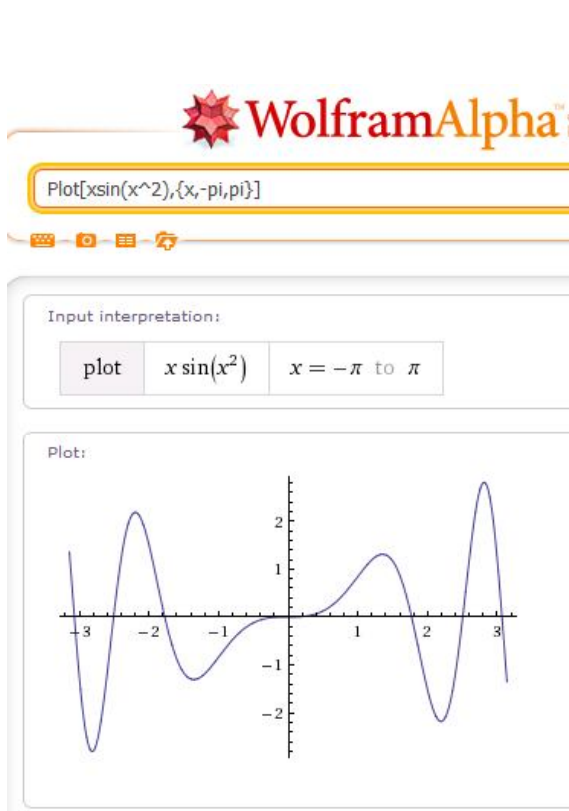 WolframAlpha™
Plot[xsin(x^2),{x,-pi,pi}]
Input interpretation:
plot x sin(x²) x = −π to π
Plot:
2
1
-3 -2 -1 1 2 3
-1
-2